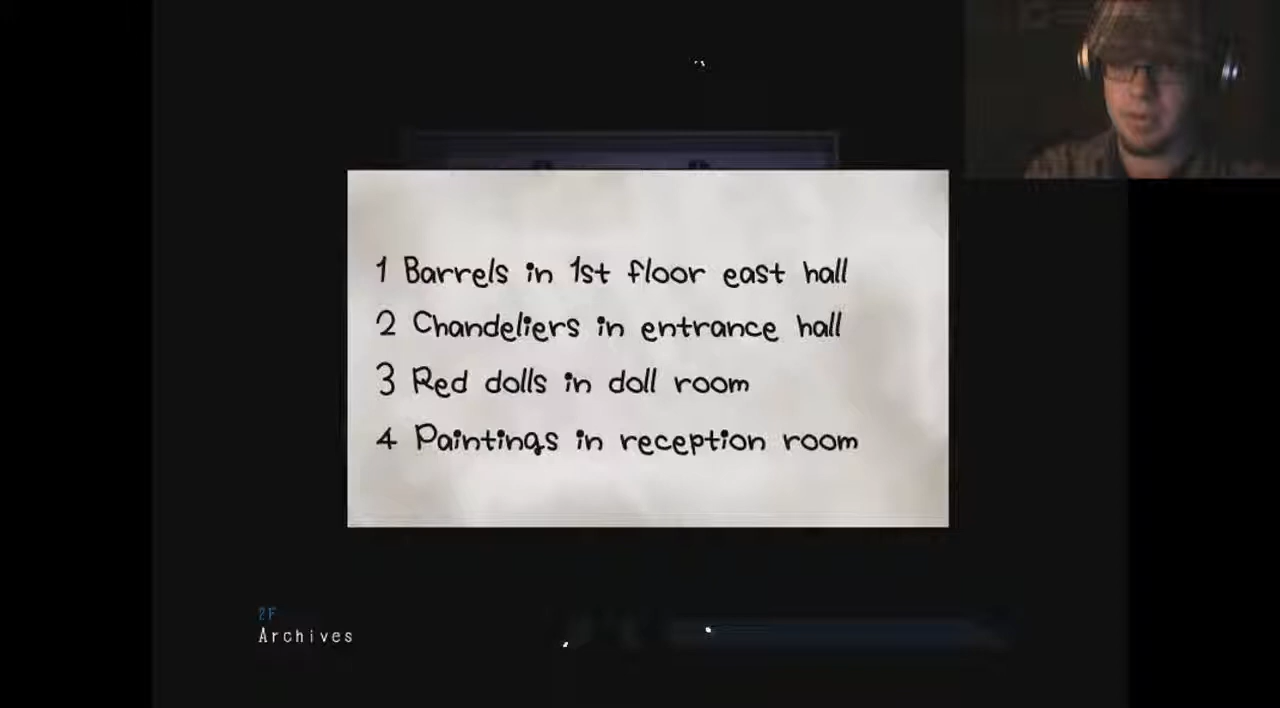 1 Barrels in 1st floor east hall
2 Chandeliers in entrance hall
3 Red dolls in doll room
4 Paintings in reception room
2F
Archives